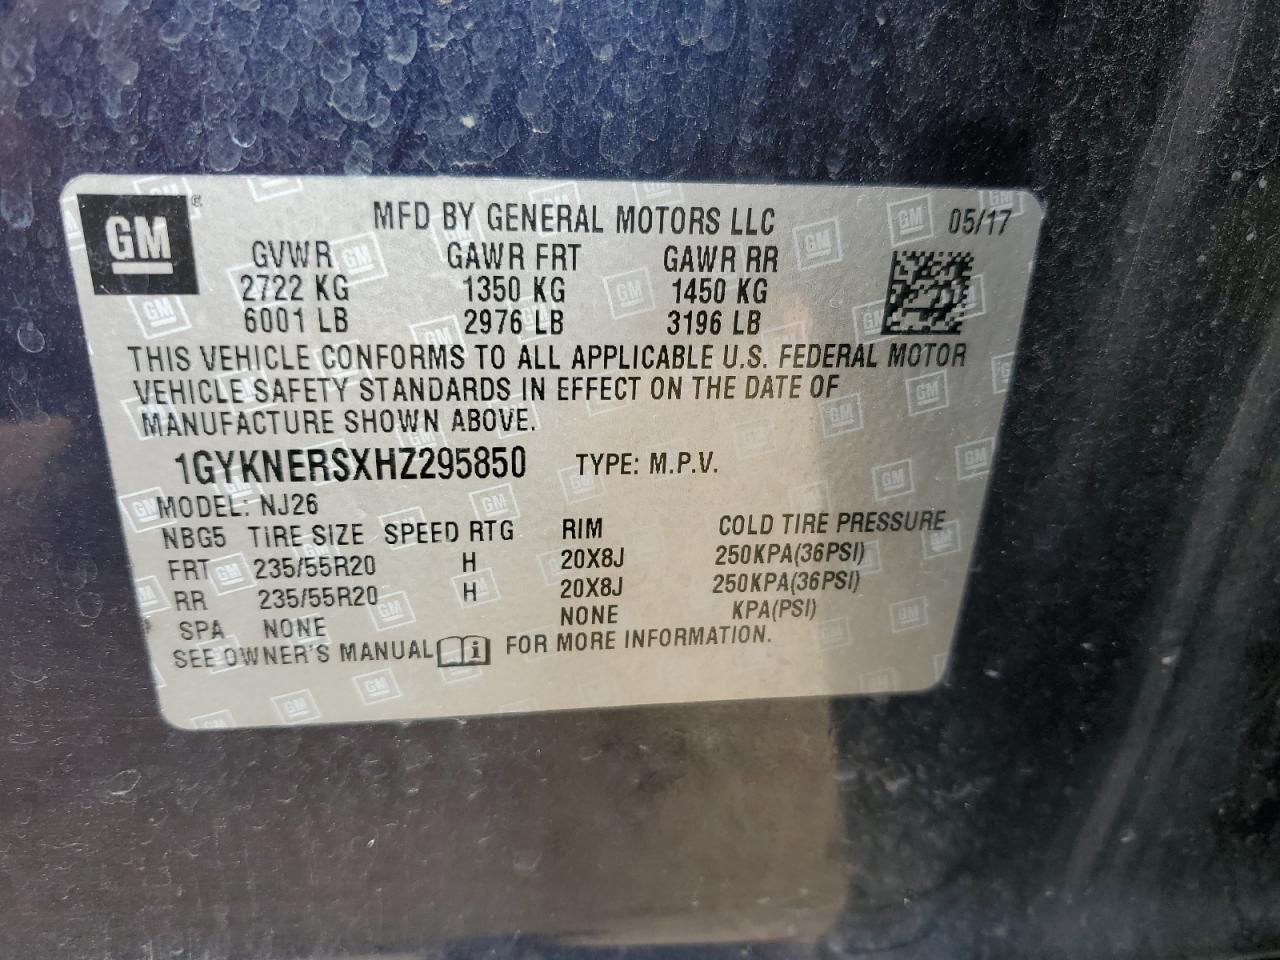 GM® MFD BY GENERAL MOTORS LLC 05/17
GVWR GAWR FRT GAWR RR
2722 KG 1350 KG 1450 KG
6001 LB 2976 LB 3196 LB
THIS VEHICLE CONFORMS TO ALL APPLICABLE U.S. FEDERAL MOTOR
VEHICLE SAFETY STANDARDS IN EFFECT ON THE DATE OF
MANUFACTURE SHOWN ABOVE.
1GYKNERSXHZ295850 TYPE: M.P.V.
MODEL: NJ26
NBG5 TIRE SIZE SPEED RTG RIM COLD TIRE PRESSURE
FRT 235/55R20 H 20X8J 250KPA(36PSI)
RR 235/55R20 H 20X8J 250KPA(36PSI)
SPA NONE NONE KPA(PSI)
SEE OWNER'S MANUAL i FOR MORE INFORMATION.